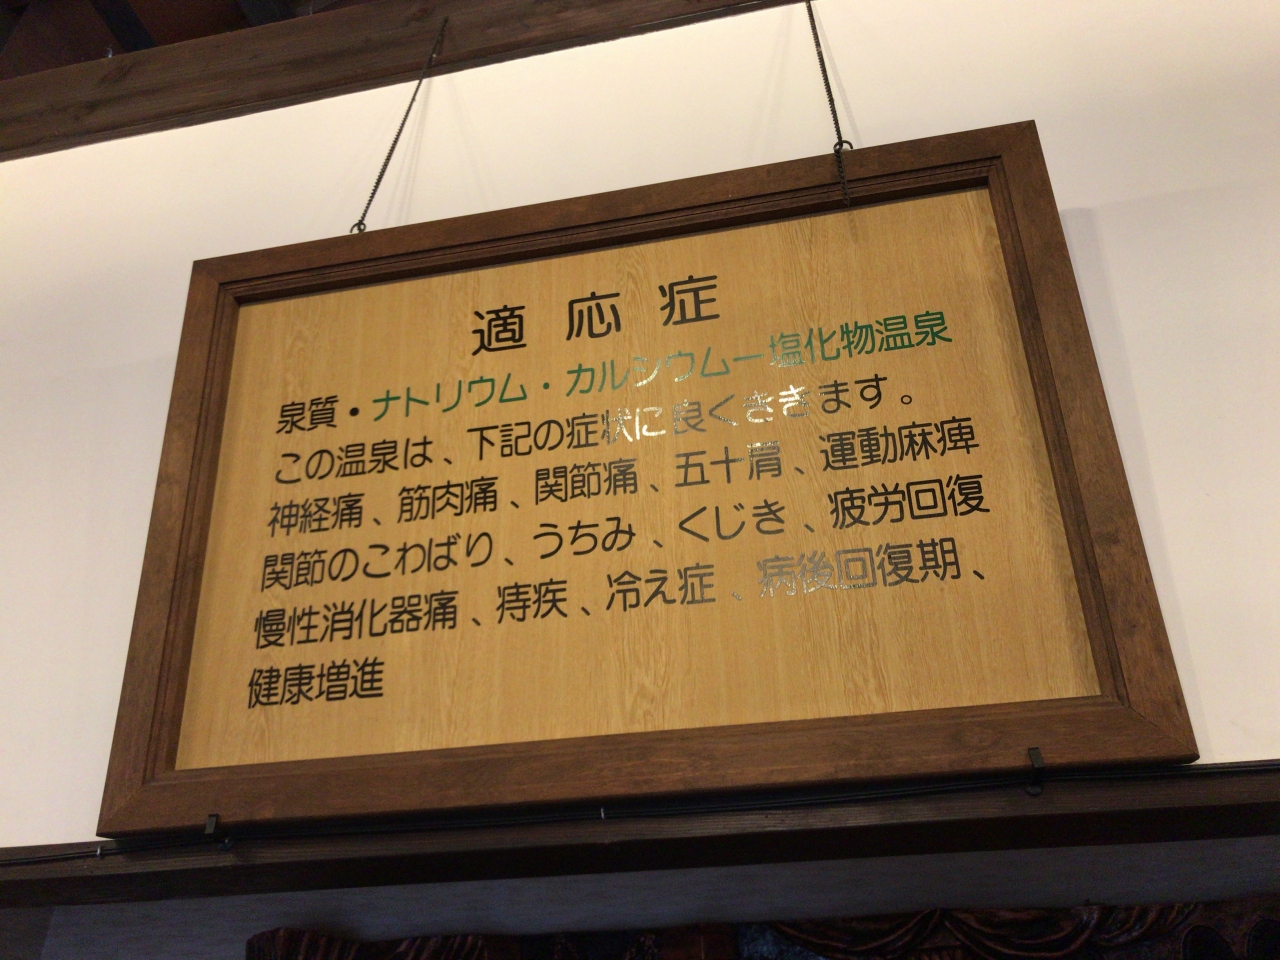 適応症
泉質・ナトリウム・カルシウムー塩化物温泉
この温泉は、下記の症状に良くききます。
神経痛、筋肉痛、関節痛、五十肩、運動麻痺
関節のこわばり、うちみ、くじき、疲労回復
慢性消化器痛、痔疾、冷え症、病後回復期、
健康増進